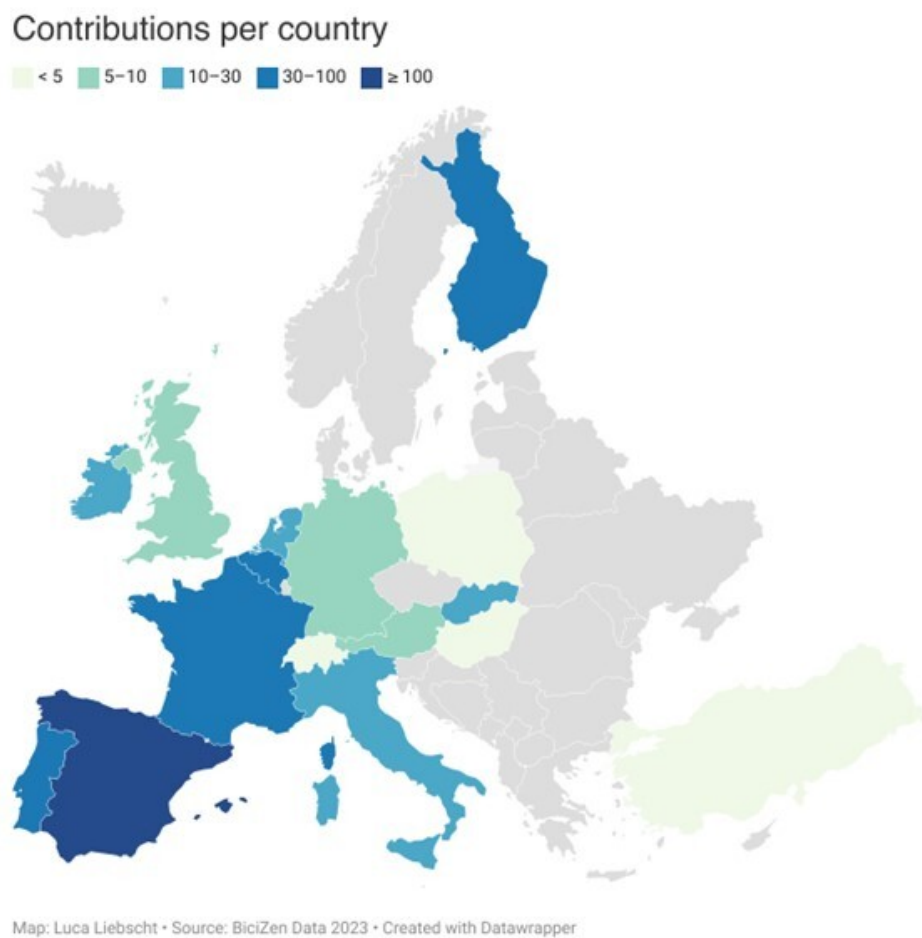 Contributions per country
< 5 5–10 10–30 30–100 ≥ 100
Map: Luca Liebscht • Source: BiciZen Data 2023 • Created with Datawrapper